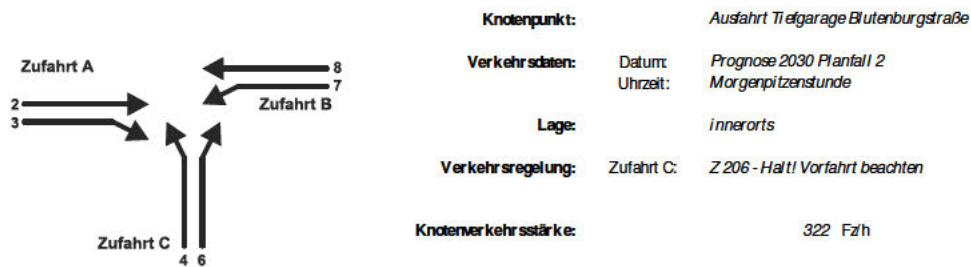 Knotenpunkt: Ausfahrt Tiefgarage Blutenburgstraße
Zufahrt A
Verkehrsdaten: Datum: Prognose 2030 Planfall 2
Uhrzeit: Morgenpitzenstunde
8
7
Zufahrt B
2
3
Lage: innerorts
Verkehrsregelung: Zufahrt C: Z 206 - Halt! Vorfahrt beachten
Knotenverkehrsstärke: 322 Fz/h
Zufahrt C
4 6